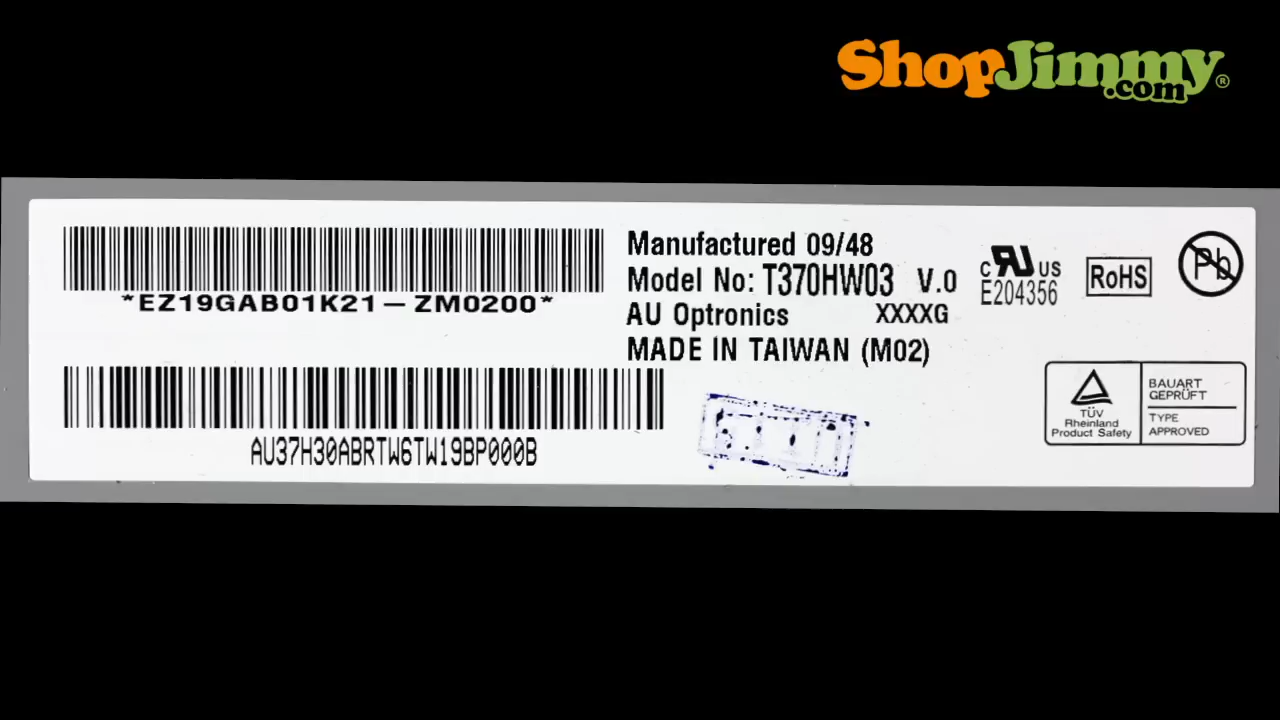 ShopJimmy®
.com
*EZ19GAB01K21-ZM0200*
AU37H30ABRTW6TW19BP000B
Manufactured 09/48
Model No: T370HW03 V.0
AU Optronics XXXXG
MADE IN TAIWAN (M02)
C RU US
E204356
RoHS
Pb
TÜV
Rheinland
Product Safety
BAUART
GEPRÜFT
TYPE
APPROVED